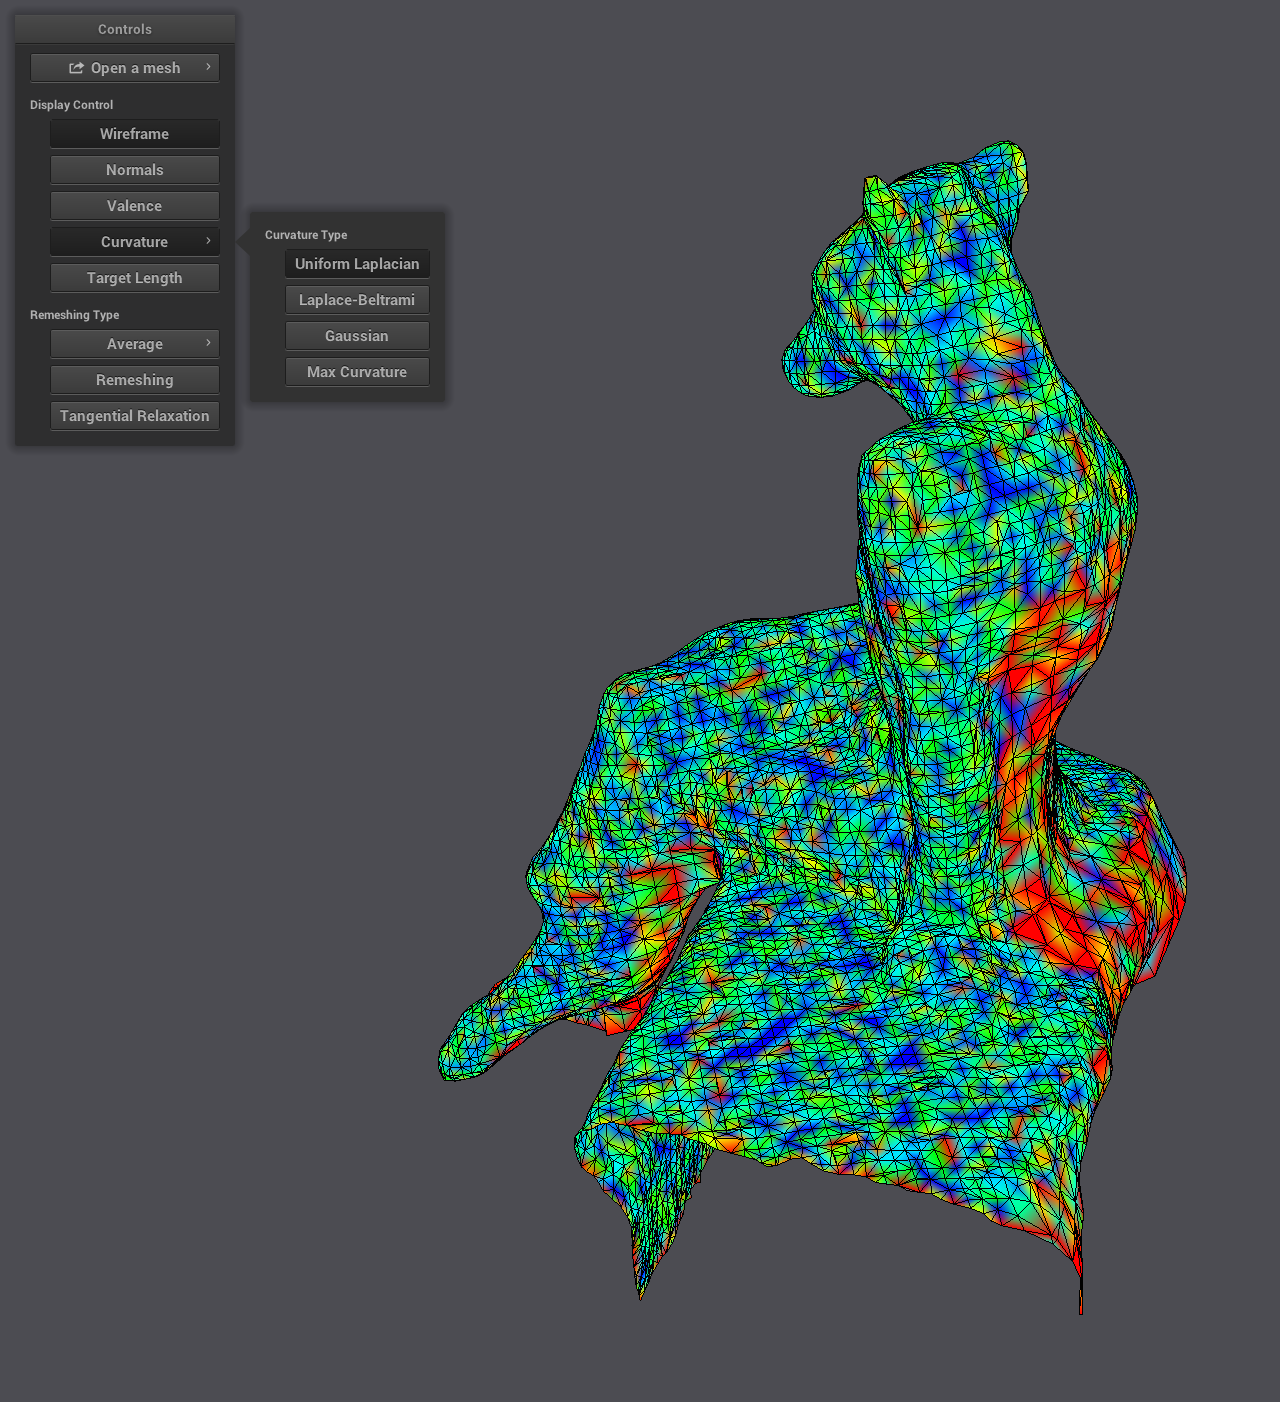 Controls
Open a mesh
Display Control
Wireframe
Normals
Valence
Curvature
Target Length
Remeshing Type
Average
Remeshing
Tangential Relaxation
Curvature Type
Uniform Laplacian
Laplace-Beltrami
Gaussian
Max Curvature